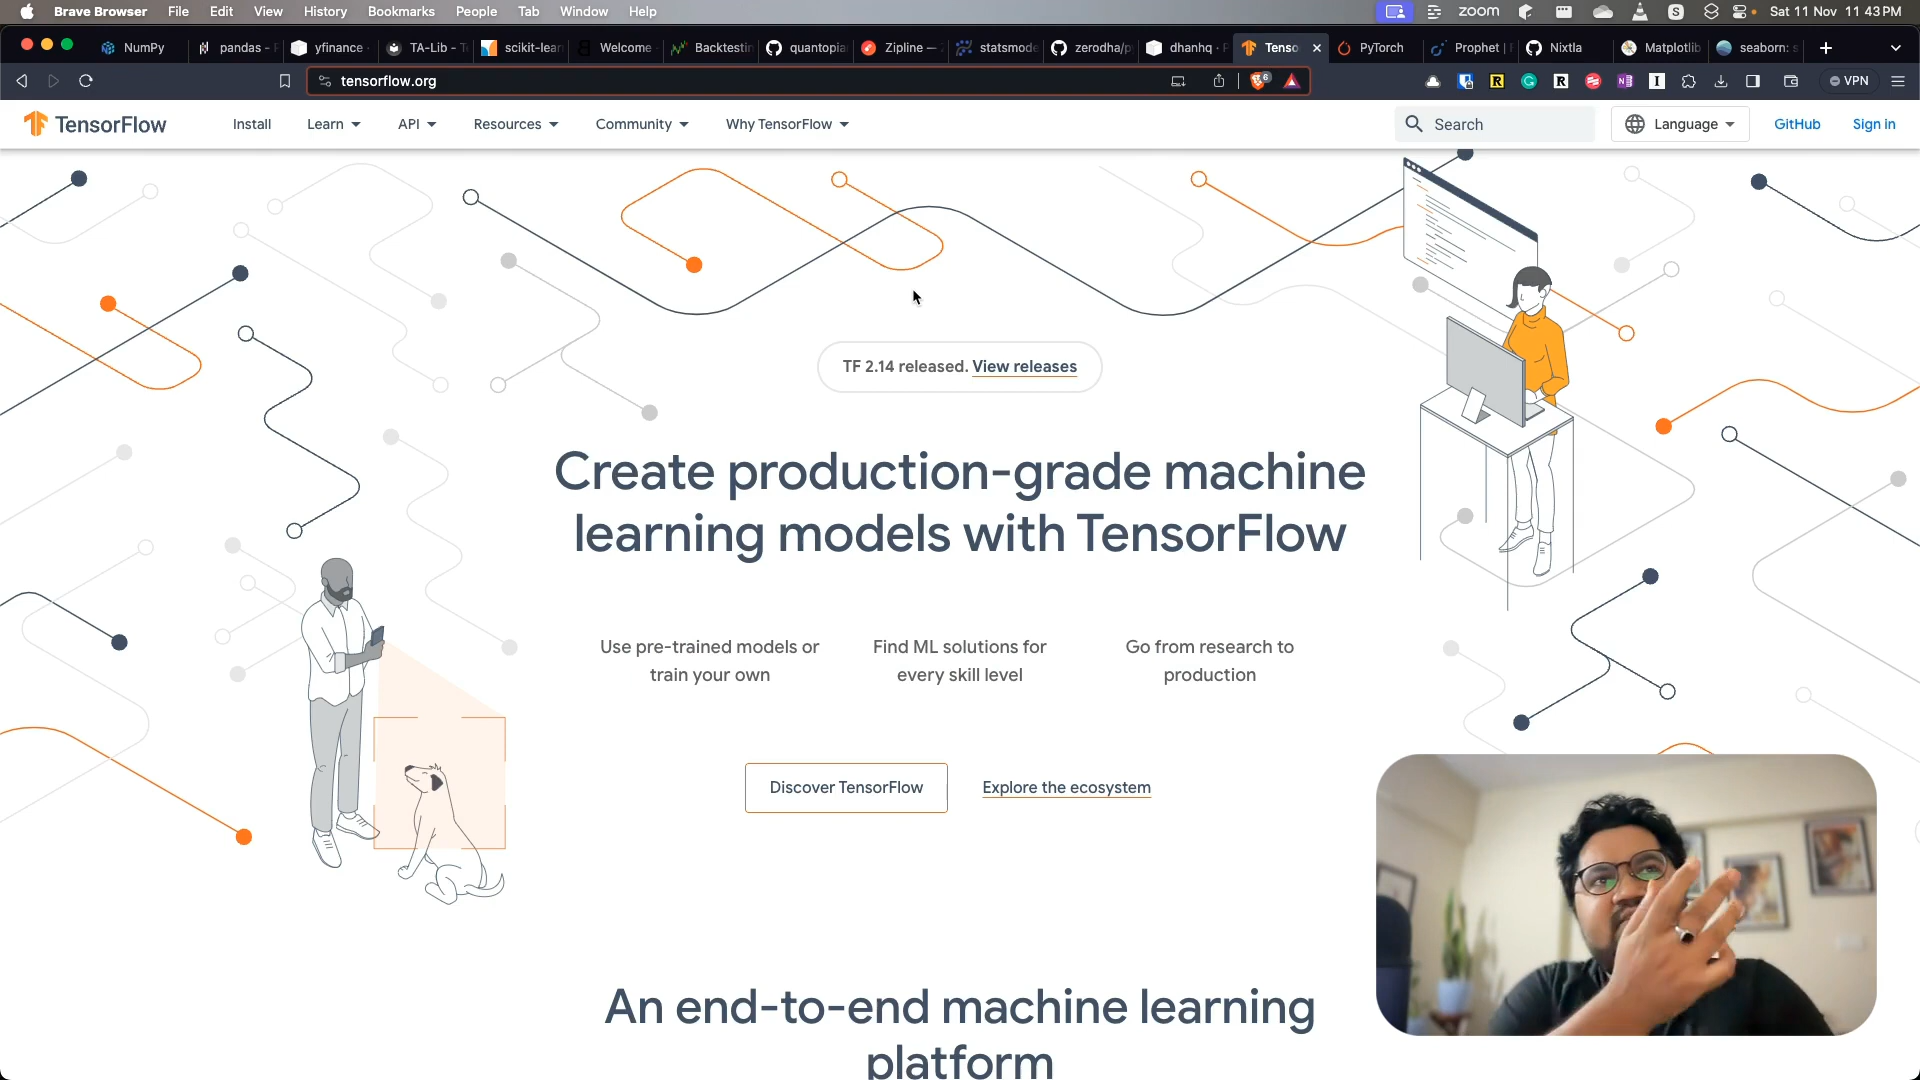 Brave Browser File Edit View History Bookmarks People Tab Window Help zoom Sat 11 Nov 11 43 PM
NumPy pandas - yfinance TA-Lib - scikit-lear Welcome Backtestin quantopia Zipline — statsmode zerodha/p dhanhq · Tenso PyTorch Prophet | Nixtla Matplotlib seaborn: s
tensorflow.org 6 VPN
TensorFlow Install Learn API Resources Community Why TensorFlow Search Language GitHub Sign in
TF 2.14 released. View releases
Create production-grade machine
learning models with TensorFlow
Use pre-trained models or
train your own
Find ML solutions for
every skill level
Go from research to
production
Discover TensorFlow Explore the ecosystem
An end-to-end machine learning
platform